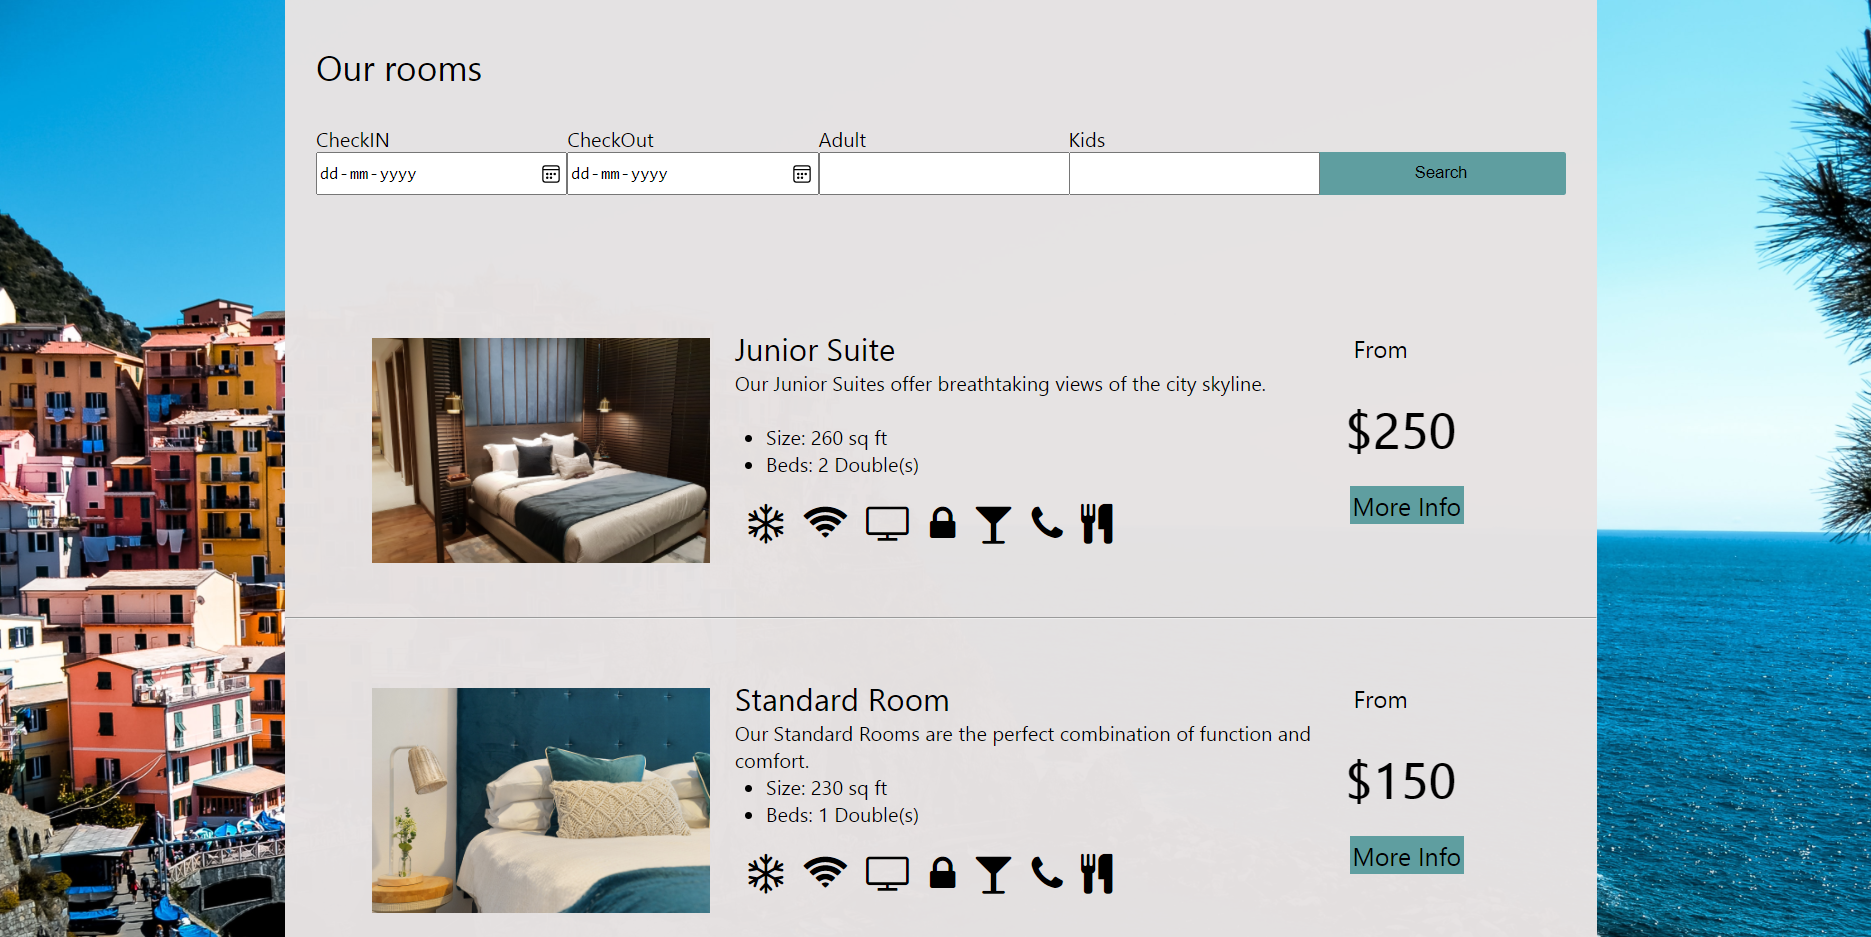 Our rooms
CheckIN CheckOut Adult Kids
dd-mm-yyyy dd-mm-yyyy Search
Junior Suite
Our Junior Suites offer breathtaking views of the city skyline.
Size: 260 sq ft
Beds: 2 Double(s)
From
$250
More Info
Standard Room
Our Standard Rooms are the perfect combination of function and
comfort.
Size: 230 sq ft
Beds: 1 Double(s)
From
$150
More Info